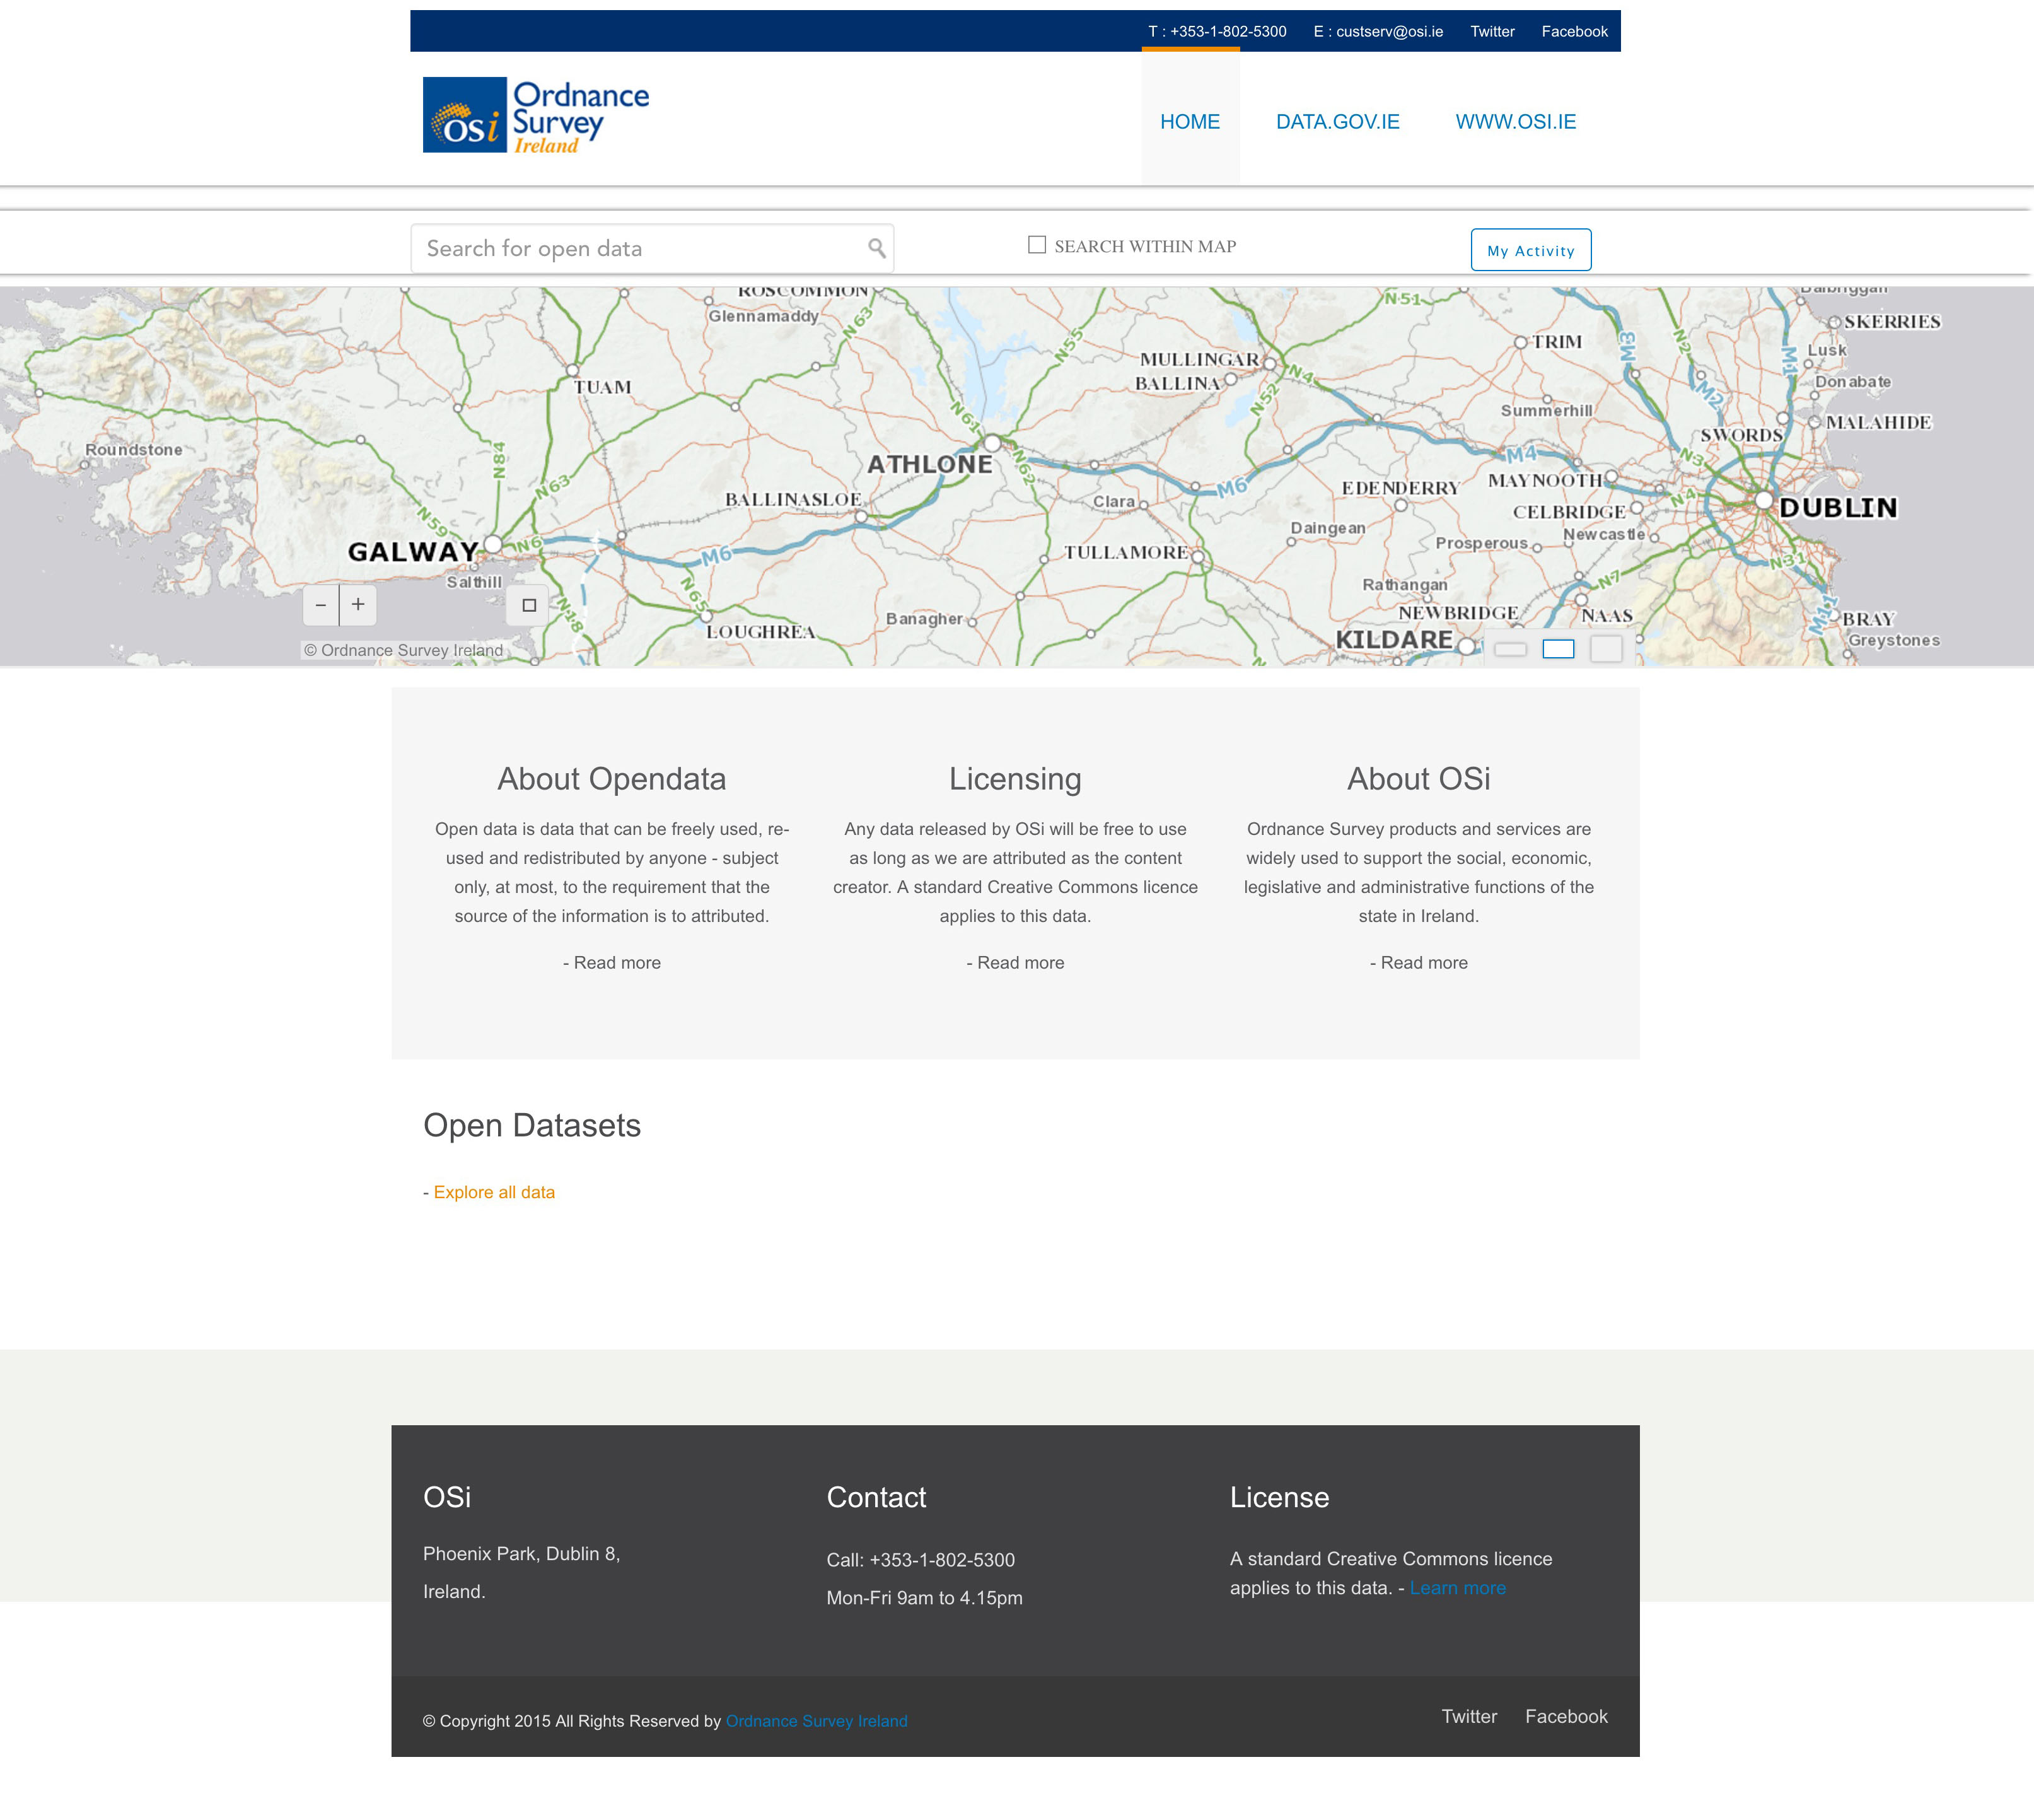 T : +353-1-802-5300 E : custserv@osi.ie Twitter Facebook
Ordnance
Survey
Ireland
osi
HOME DATA.GOV.IE WWW.OSI.IE
Search for open data
SEARCH WITHIN MAP
My Activity
ROSCOMMON
Glennamaddy
N63
N55
N51
Balbriggan
SKERRIES
TRIM
M3
N2
M1
Lusk
MULLINGAR
BALLINA
N4
N52
TUAM
Donabate
M2
Summerhill
MALAHIDE
SWORDS
N61
Roundstone
N84
ATHLONE
N62
M4
N3
N63
BALLINASLOE
Clara
M6
EDENDERRY
MAYNOOTH
N4
CELBRIDGE
DUBLIN
N59
Daingean
Newcastle
Prosperous
GALWAY
N6
M6
TULLAMORE
N31
Salthill
N65
Rathangan
N7
N18
Banagher
NEWBRIDGE
NAAS
M11
BRAY
LOUGHREA
KILDARE
Greystones
− +
© Ordnance Survey Ireland
About Opendata
Open data is data that can be freely used, re-
used and redistributed by anyone - subject
only, at most, to the requirement that the
source of the information is to attributed.
- Read more
Licensing
Any data released by OSi will be free to use
as long as we are attributed as the content
creator. A standard Creative Commons licence
applies to this data.
- Read more
About OSi
Ordnance Survey products and services are
widely used to support the social, economic,
legislative and administrative functions of the
state in Ireland.
- Read more
Open Datasets
- Explore all data
OSi
Phoenix Park, Dublin 8,
Ireland.
Contact
Call: +353-1-802-5300
Mon-Fri 9am to 4.15pm
License
A standard Creative Commons licence
applies to this data. - Learn more
© Copyright 2015 All Rights Reserved by Ordnance Survey Ireland
Twitter Facebook